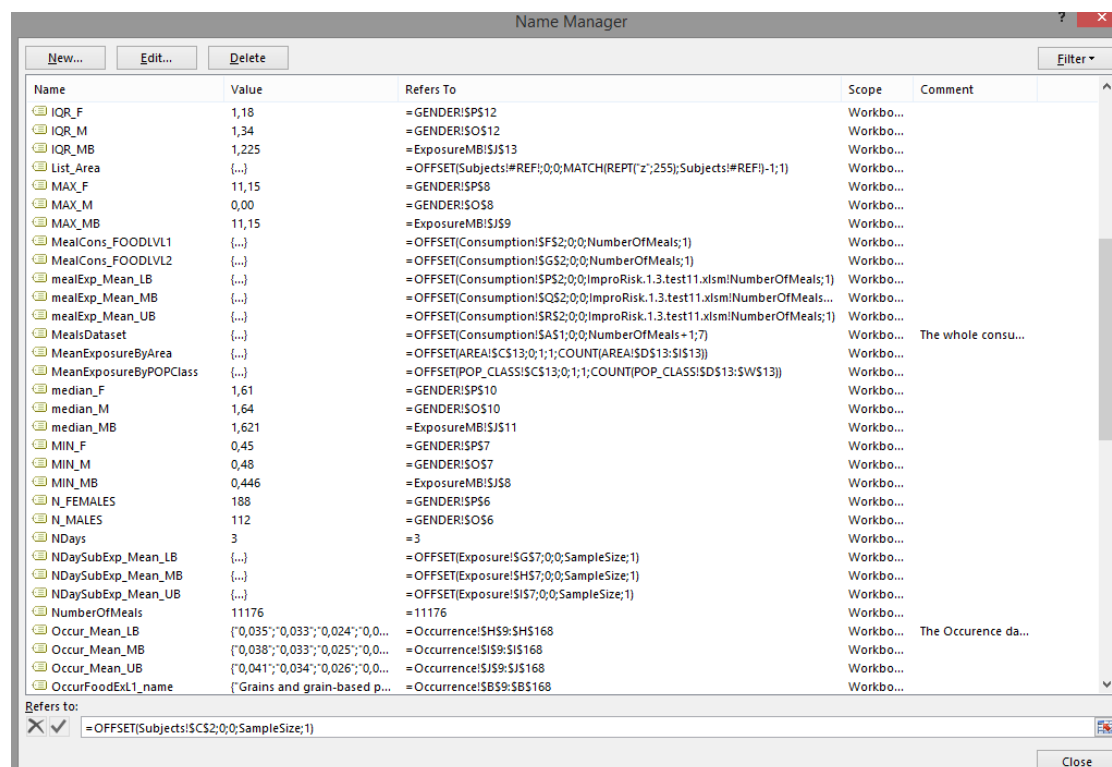 Name Manager
? ×
New... Edit... Delete Filter
Name Value Refers To Scope Comment
IQR_F 1,18 =GENDER!$P$12 Workbo...
IQR_M 1,34 =GENDER!$O$12 Workbo...
IQR_MB 1,225 =ExposureMB!$J$13 Workbo...
List_Area {...} =OFFSET(Subjects!#REF!;0;0;MATCH(REPT("z";255);Subjects!#REF!)-1;1) Workbo...
MAX_F 11,15 =GENDER!$P$8 Workbo...
MAX_M 0,00 =GENDER!$O$8 Workbo...
MAX_MB 11,15 =ExposureMB!$J$9 Workbo...
MealCons_FOODLVL1 {...} =OFFSET(Consumption!$F$2;0;0;NumberOfMeals;1) Workbo...
MealCons_FOODLVL2 {...} =OFFSET(Consumption!$G$2;0;0;NumberOfMeals;1) Workbo...
mealExp_Mean_LB {...} =OFFSET(Consumption!$P$2;0;0;ImproRisk.1.3.test11.xlsm!NumberOfMeals;1) Workbo...
mealExp_Mean_MB {...} =OFFSET(Consumption!$Q$2;0;0;ImproRisk.1.3.test11.xlsm!NumberOfMeals... Workbo...
mealExp_Mean_UB {...} =OFFSET(Consumption!$R$2;0;0;ImproRisk.1.3.test11.xlsm!NumberOfMeals;1) Workbo...
MealsDataset {...} =OFFSET(Consumption!$A$1;0;0;NumberOfMeals+1;7) Workbo... The whole consu...
MeanExposureByArea {...} =OFFSET(AREA!$C$13;0;1;1;COUNT(AREA!$D$13:$I$13)) Workbo...
MeanExposureByPOPClass {...} =OFFSET(POP_CLASS!$C$13;0;1;1;COUNT(POP_CLASS!$D$13:$W$13)) Workbo...
median_F 1,61 =GENDER!$P$10 Workbo...
median_M 1,64 =GENDER!$O$10 Workbo...
median_MB 1,621 =ExposureMB!$J$11 Workbo...
MIN_F 0,45 =GENDER!$P$7 Workbo...
MIN_M 0,48 =GENDER!$O$7 Workbo...
MIN_MB 0,446 =ExposureMB!$J$8 Workbo...
N_FEMALES 188 =GENDER!$P$6 Workbo...
N_MALES 112 =GENDER!$O$6 Workbo...
NDays 3 =3 Workbo...
NDaySubExp_Mean_LB {...} =OFFSET(Exposure!$G$7;0;0;SampleSize;1) Workbo...
NDaySubExp_Mean_MB {...} =OFFSET(Exposure!$H$7;0;0;SampleSize;1) Workbo...
NDaySubExp_Mean_UB {...} =OFFSET(Exposure!$I$7;0;0;SampleSize;1) Workbo...
NumberOfMeals 11176 =11176 Workbo...
Occur_Mean_LB {"0,035";"0,033";"0,024";"0,0... =Occurrence!$H$9:$H$168 Workbo... The Occurence da...
Occur_Mean_MB {"0,038";"0,033";"0,025";"0,0... =Occurrence!$I$9:$I$168 Workbo...
Occur_Mean_UB {"0,041";"0,034";"0,026";"0,0... =Occurrence!$J$9:$J$168 Workbo...
OccurFoodExL1_name {"Grains and grain-based p... =Occurrence!$B$9:$B$168 Workbo...
Refers to:
=OFFSET(Subjects!$C$2;0;0;SampleSize;1)
Close